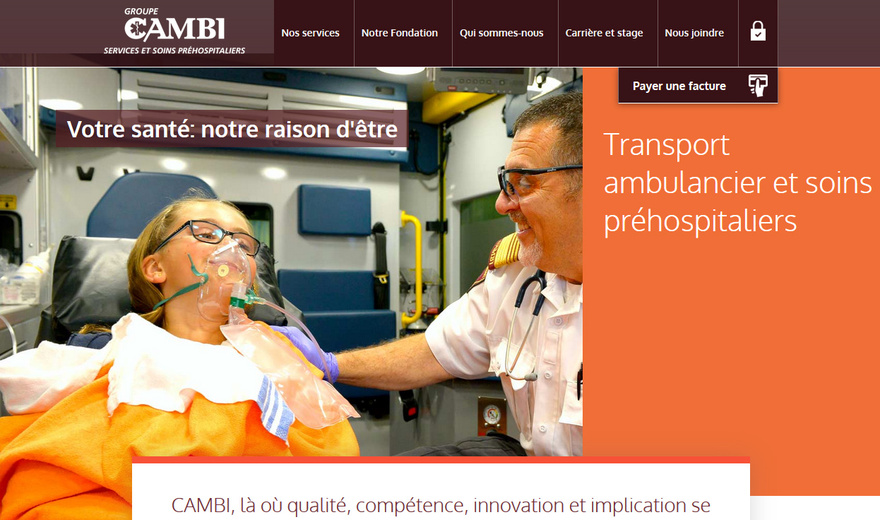 GROUPE
CAMBI
SERVICES ET SOINS PRÉHOSPITALIERS
Nos services
Notre Fondation
Qui sommes-nous
Carrière et stage
Nous joindre
Payer une facture
Votre santé: notre raison d'être
Transport
ambulancier et soins
préhospitaliers
CAMBI, là où qualité, compétence, innovation et implication se